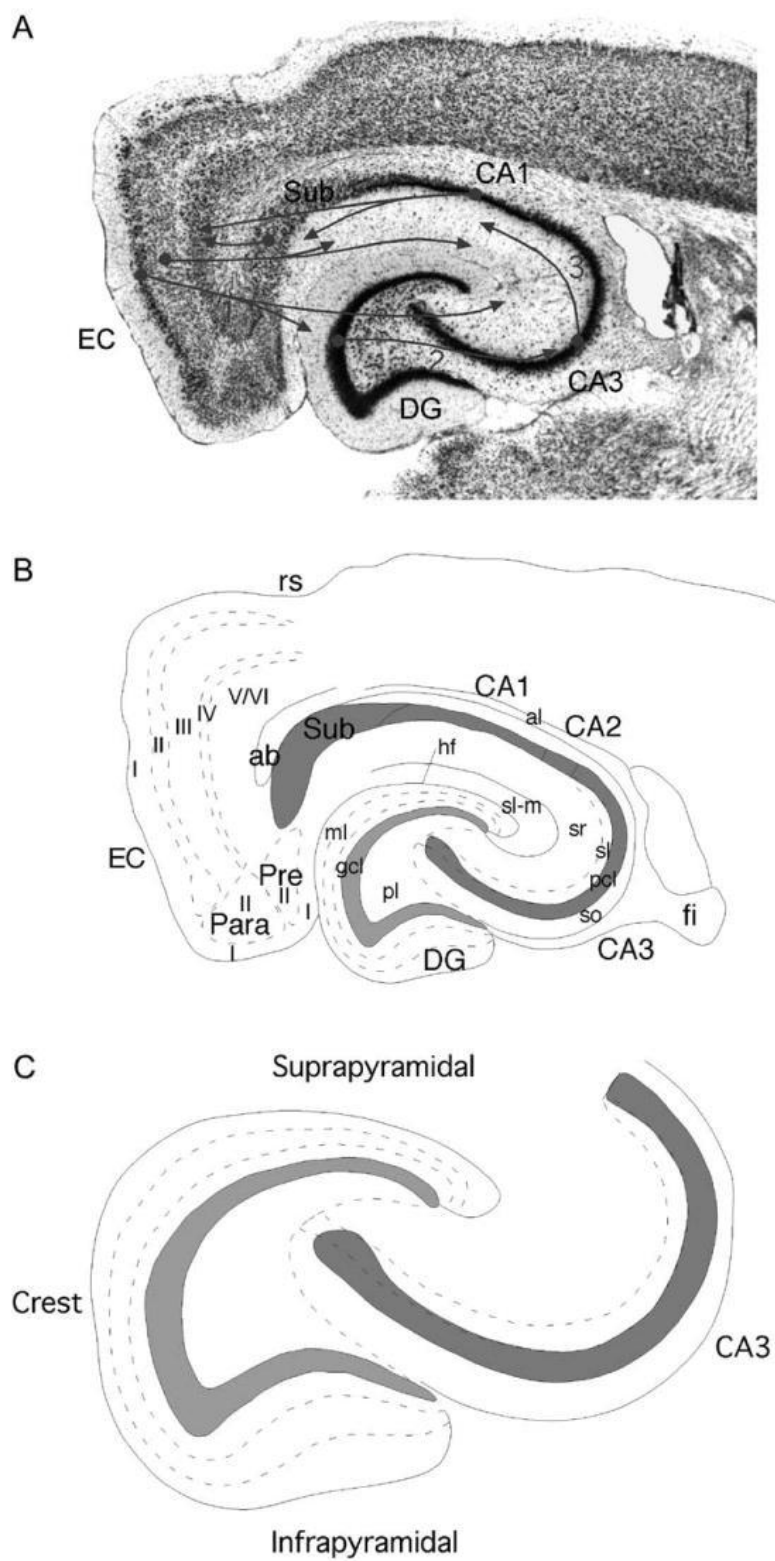 A
CA1
Sub
3
EC
2
CA3
DG
B
rs
CA1
V/VI
al
IV
CA2
III
Sub
II
ab
hf
I
sl-m
ml
sr
EC
gcl
sl
Pre
pcl
II
pl
II
so
Para
I
fi
I
DG
CA3
C
Suprapyramidal
Crest
CA3
Infrapyramidal